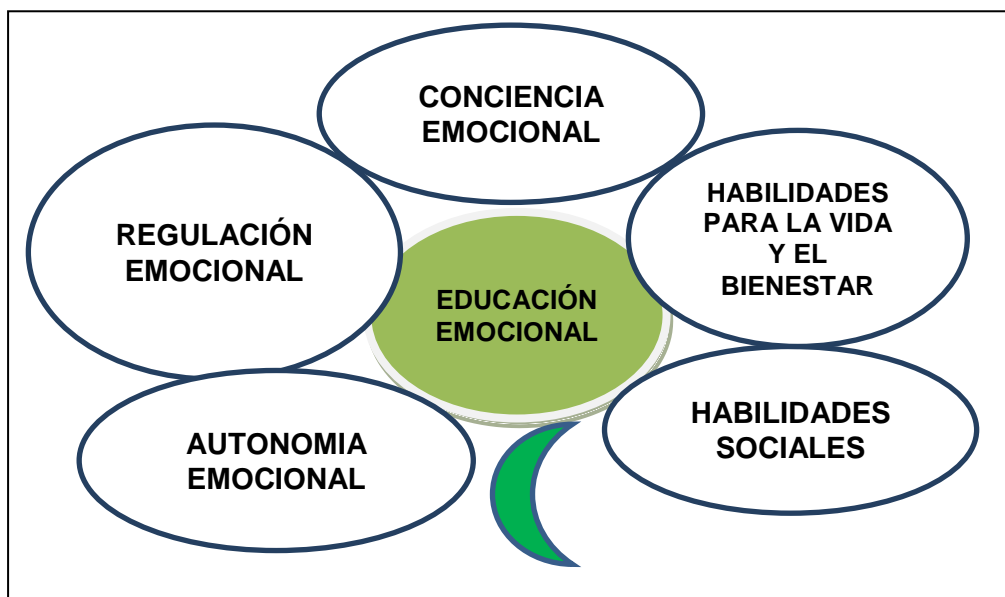 CONCIENCIA
EMOCIONAL
HABILIDADES
PARA LA VIDA
Y EL
BIENESTAR
REGULACIÓN
EMOCIONAL
EDUCACIÓN
EMOCIONAL
HABILIDADES
SOCIALES
AUTONOMIA
EMOCIONAL